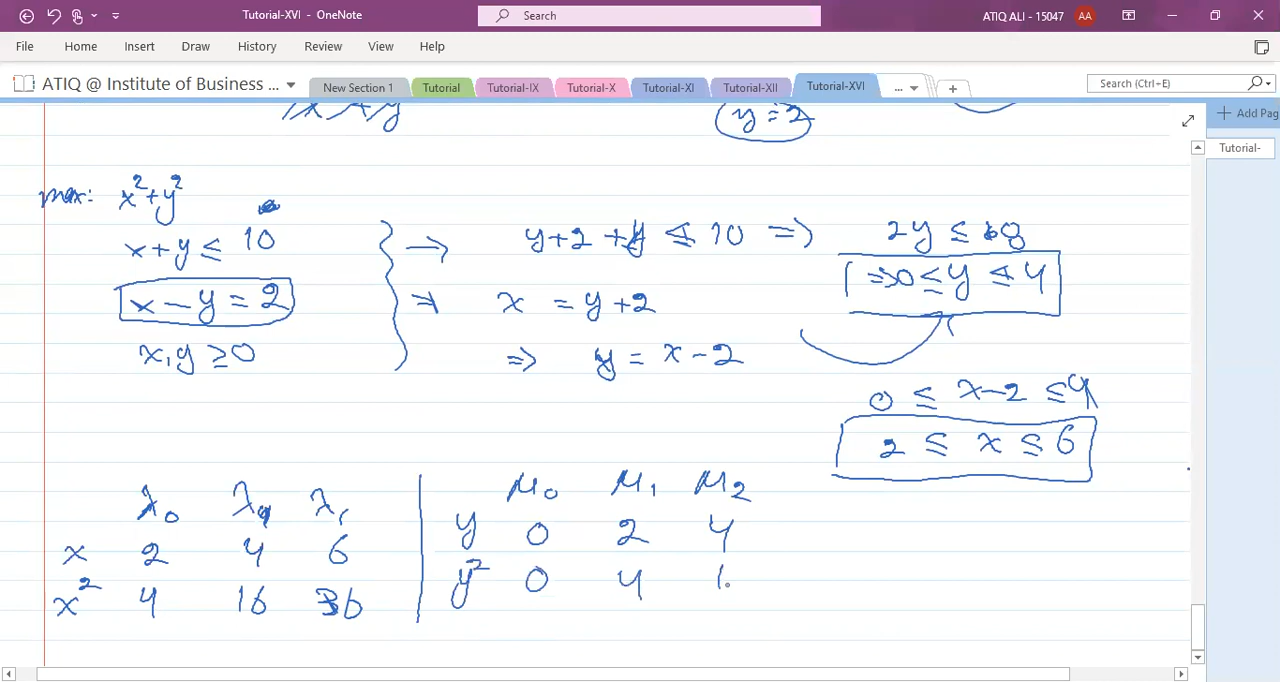 Tutorial-XVI - OneNote
Search
ATIQ ALI - 15047 AA
File Home Insert Draw History Review View Help
ATIQ @ Institute of Business ... New Section 1 Tutorial Tutorial-IX Tutorial-X Tutorial-XI Tutorial-XII Tutorial-XVI ... Search (Ctrl+E)
Add Pag
Tutorial-
x + y
y = 2
max: x² + y²
x + y ≤ 10
y + 2 + y ≤ 10 ⇒ 2y ≤ 8
⇒ 0 ≤ y ≤ 4
x − y = 2
⇒ x = y + 2
x, y ≥ 0
⇒ y = x − 2
0 ≤ x − 2 ≤ 4
2 ≤ x ≤ 6
λ₀ λ₁ μ₀ μ₁ μ₂
x 2 4 6 y 0 2 4
x² 4 16 36 y² 0 4 1